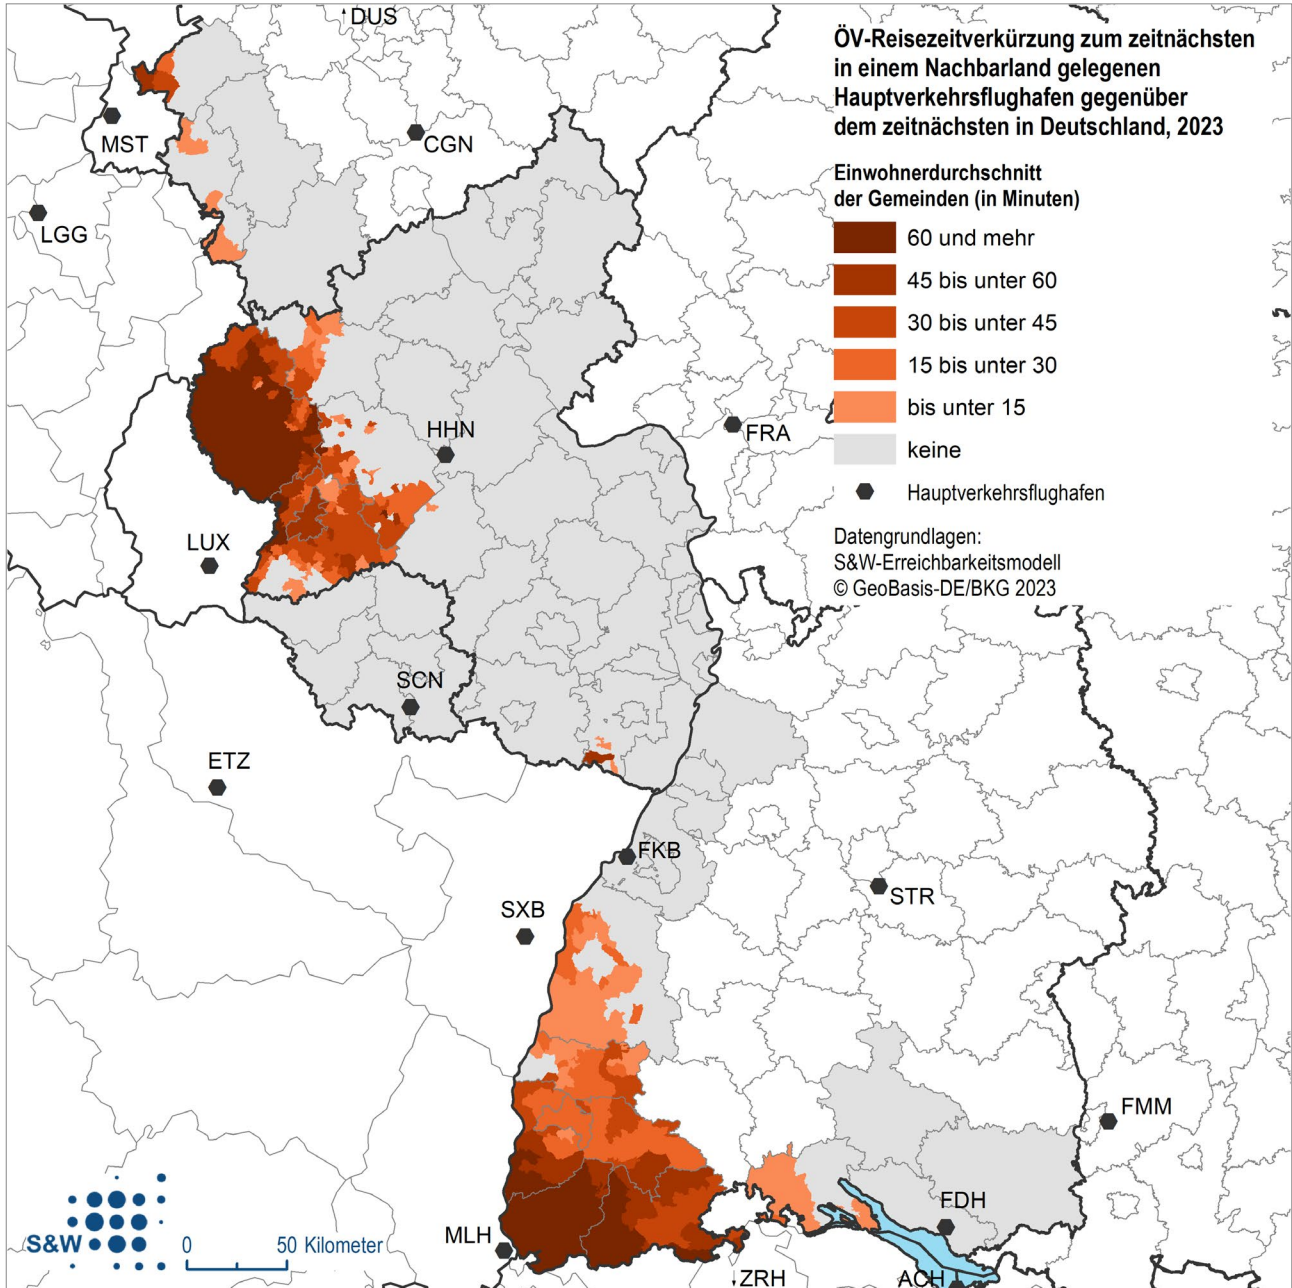 DUS
ÖV-Reisezeitverkürzung zum zeitnächsten
in einem Nachbarland gelegenen
Hauptverkehrsflughafen gegenüber
dem zeitnächsten in Deutschland, 2023
Einwohnerdurchschnitt
der Gemeinden (in Minuten)
60 und mehr
45 bis unter 60
30 bis unter 45
15 bis unter 30
bis unter 15
keine
Hauptverkehrsflughafen
Datengrundlagen:
S&W-Erreichbarkeitsmodell
© GeoBasis-DE/BKG 2023
MST
CGN
LGG
HHN
FRA
LUX
SCN
ETZ
FKB
STR
SXB
FMM
FDH
MLH
ZRH
ACH
S&W
0
50 Kilometer